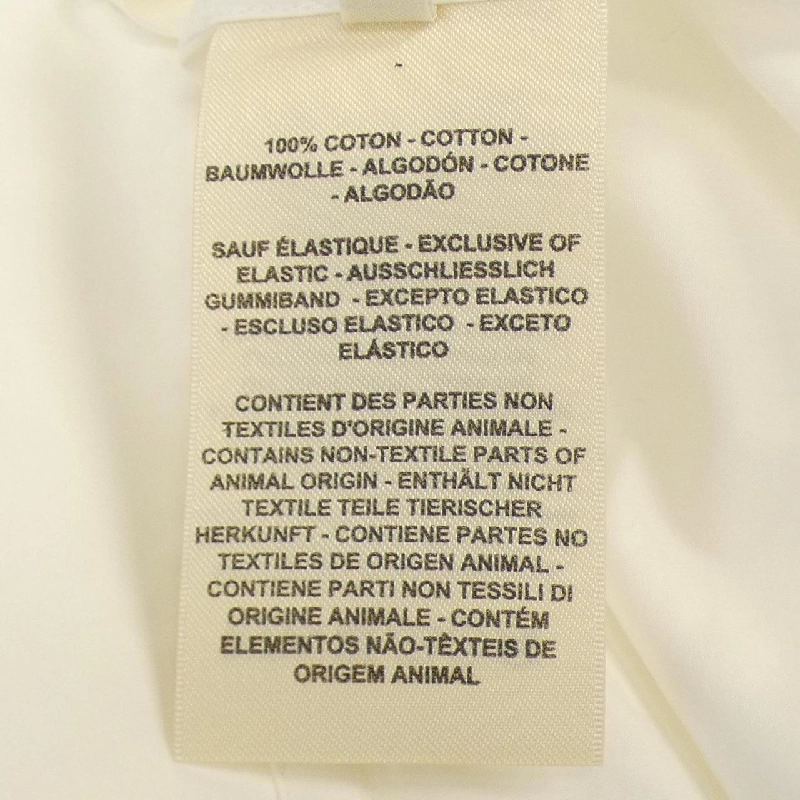 100% COTON - COTTON -
BAUMWOLLE - ALGODÓN - COTONE
- ALGODÃO
SAUF ÉLASTIQUE - EXCLUSIVE OF
ELASTIC - AUSSCHLIESSLICH
GUMMIBAND - EXCEPTO ELASTICO
- ESCLUSO ELASTICO - EXCETO
ELÁSTICO
CONTIENT DES PARTIES NON
TEXTILES D'ORIGINE ANIMALE -
CONTAINS NON-TEXTILE PARTS OF
ANIMAL ORIGIN - ENTHÄLT NICHT
TEXTILE TEILE TIERISCHER
HERKUNFT - CONTIENE PARTES NO
TEXTILES DE ORIGEN ANIMAL -
CONTIENE PARTI NON TESSILI DI
ORIGINE ANIMALE - CONTÉM
ELEMENTOS NÃO-TÊXTEIS DE
ORIGEM ANIMAL